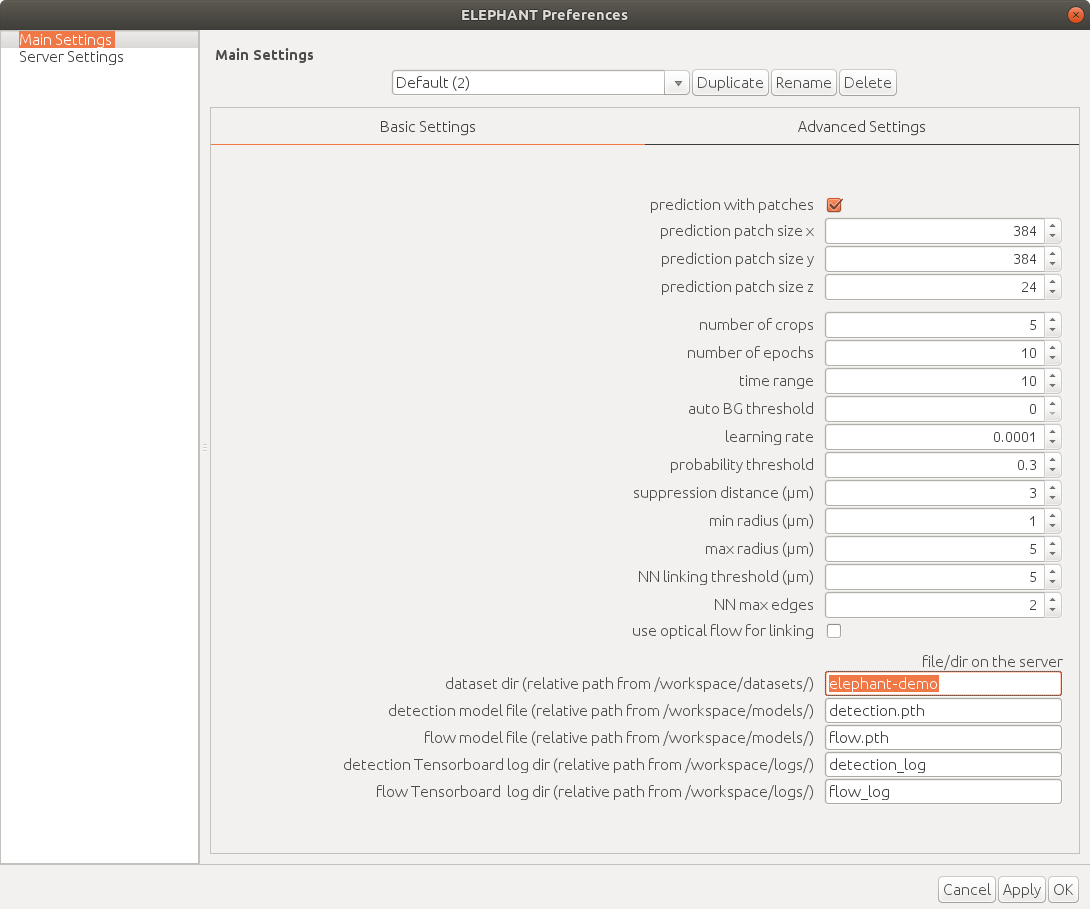 ELEPHANT Preferences
Main Settings
Server Settings
Main Settings
Default (2) Duplicate Rename Delete
Basic Settings Advanced Settings
prediction with patches
prediction patch size x 384
prediction patch size y 384
prediction patch size z 24
number of crops 5
number of epochs 10
time range 10
auto BG threshold 0
learning rate 0.0001
probability threshold 0.3
suppression distance (µm) 3
min radius (µm) 1
max radius (µm) 5
NN linking threshold (µm) 5
NN max edges 2
use optical flow for linking
file/dir on the server
dataset dir (relative path from /workspace/datasets/) elephant-demo
detection model file (relative path from /workspace/models/) detection.pth
flow model file (relative path from /workspace/models/) flow.pth
detection Tensorboard log dir (relative path from /workspace/logs/) detection_log
flow Tensorboard  log dir (relative path from /workspace/logs/) flow_log
Cancel Apply OK